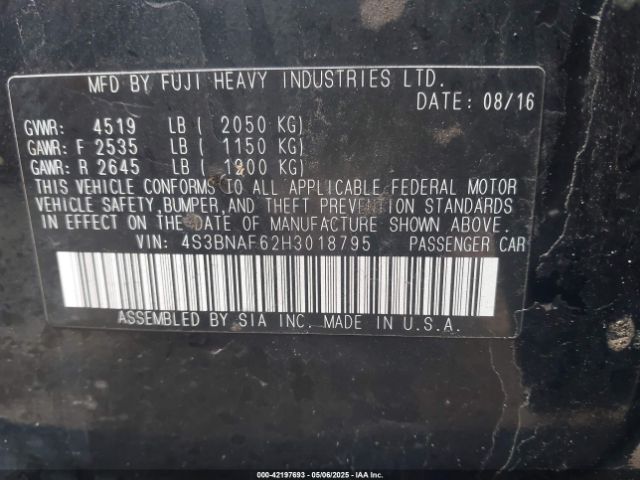 MFD BY FUJI HEAVY INDUSTRIES LTD.
DATE: 08/16
GVWR: 4519 LB ( 2050 KG)
GAWR: F 2535 LB ( 1150 KG)
GAWR: R 2645 LB ( 1200 KG)
THIS VEHICLE CONFORMS TO ALL APPLICABLE FEDERAL MOTOR
VEHICLE SAFETY, BUMPER, AND THEFT PREVENTION STANDARDS
IN EFFECT ON THE DATE OF MANUFACTURE SHOWN ABOVE.
VIN: 4S3BNAF62H3018795 PASSENGER CAR
ASSEMBLED BY SIA INC. MADE IN U.S.A.
000-42197693 - 05/06/2025 - IAA Inc.